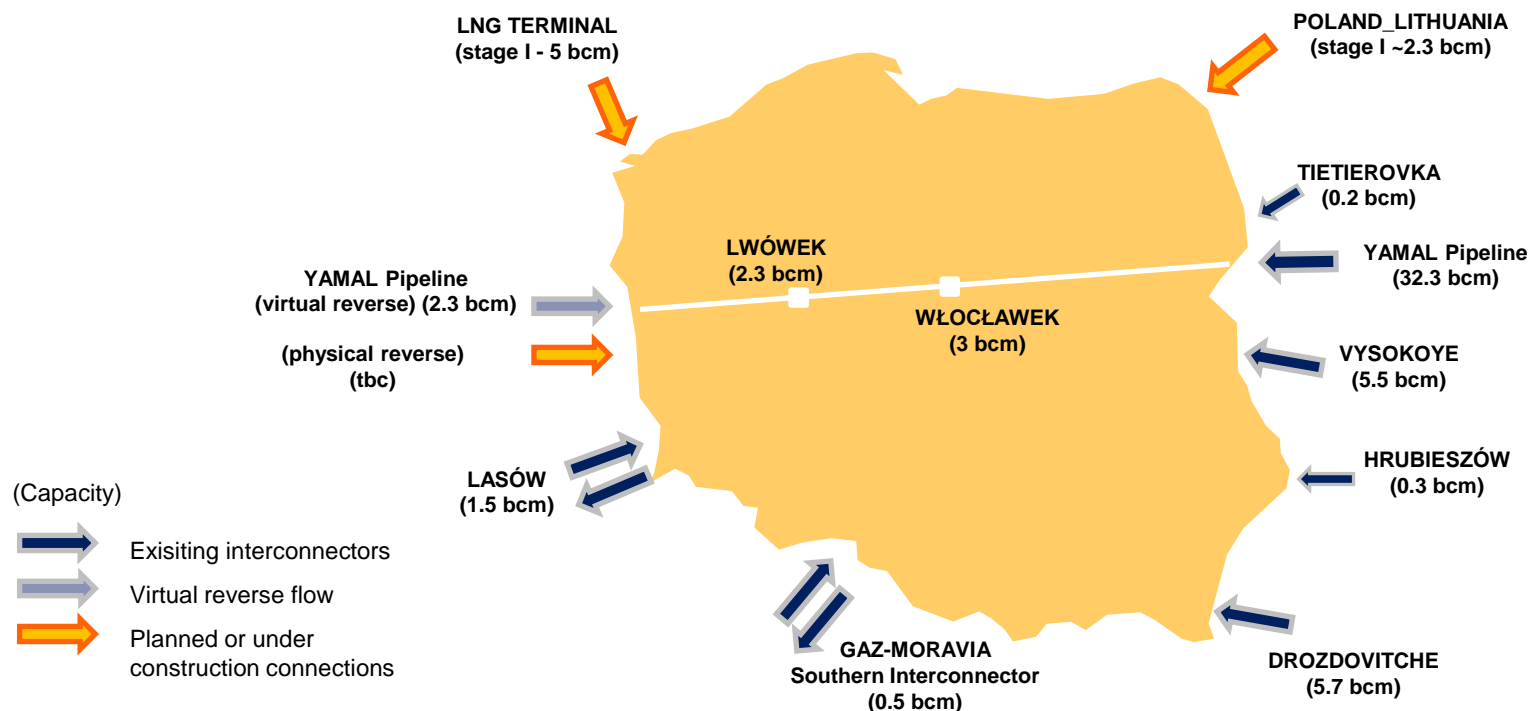 LNG TERMINAL
(stage I - 5 bcm)
POLAND_LITHUANIA
(stage I ~2.3 bcm)
TIETIEROVKA
(0.2 bcm)
LWÓWEK
(2.3 bcm)
YAMAL Pipeline
(32.3 bcm)
YAMAL Pipeline
(virtual reverse) (2.3 bcm)
WŁOCŁAWEK
(3 bcm)
(physical reverse)
(tbc)
VYSOKOYE
(5.5 bcm)
LASÓW
(1.5 bcm)
HRUBIESZÓW
(0.3 bcm)
(Capacity)
Exisiting interconnectors
Virtual reverse flow
Planned or under
construction connections
GAZ-MORAVIA
Southern Interconnector
(0.5 bcm)
DROZDOVITCHE
(5.7 bcm)